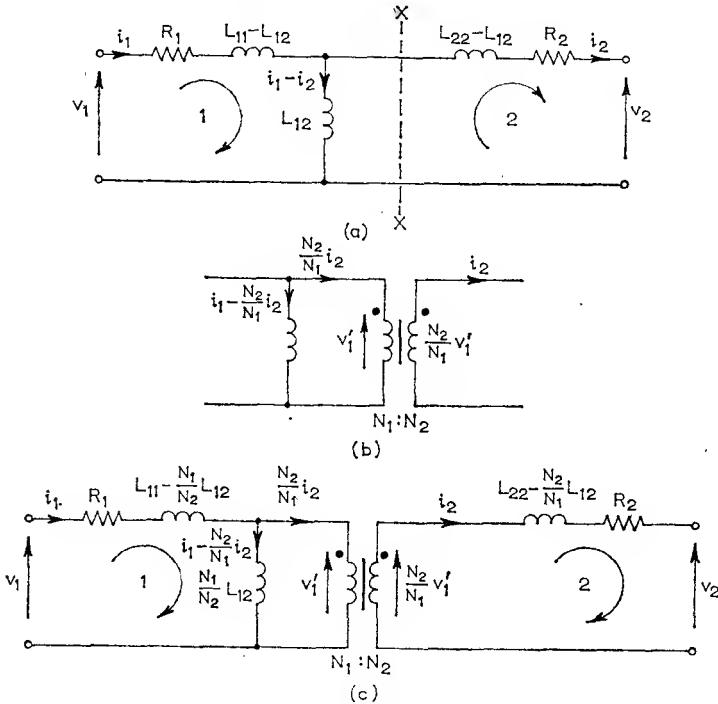 X
i₁ R₁ L₁₁–L₁₂ L₂₂–L₁₂ R₂ i₂
i₁–i₂
v₁ 1 L₁₂ 2 v₂
X
(a)
N₂/N₁ i₂ i₂
i₁–N₂/N₁ i₂
v₁' N₂/N₁ v₁'
N₁:N₂
(b)
i₁ R₁ L₁₁–N₁/N₂ L₁₂ N₂/N₁ i₂ i₂ L₂₂–N₂/N₁ L₁₂ R₂
i₁–N₂/N₁ i₂
v₁ 1 N₁/N₂ L₁₂ v₁' N₂/N₁ v₁' 2 v₂
N₁:N₂
(c)